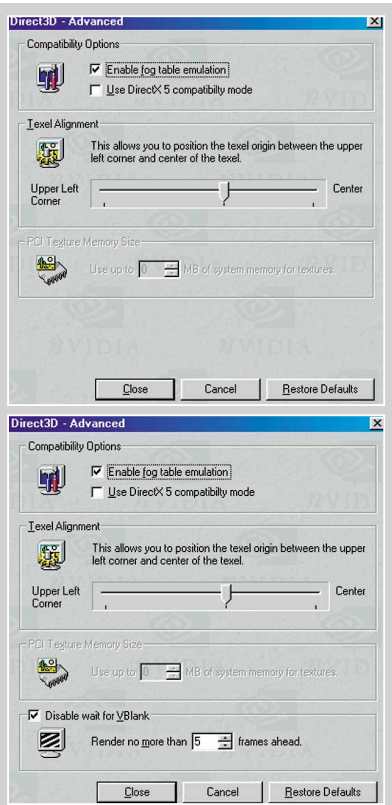 Direct3D - Advanced
Compatibility Options
Enable fog table emulation
Use DirectX 5 compatibilty mode
Texel Alignment
This allows you to position the texel origin between the upper
left corner and center of the texel.
Upper Left
Corner
Center
PCI Texture Memory Size
Use up to 0 MB of system memory for textures.
NVIDIA NVIDIA
Close Cancel Restore Defaults
Direct3D - Advanced
Compatibility Options
Enable fog table emulation
Use DirectX 5 compatibilty mode
Texel Alignment
This allows you to position the texel origin between the upper
left corner and center of the texel.
Upper Left
Corner
Center
PCI Texture Memory Size
Use up to 0 MB of system memory for textures.
Disable wait for VBlank
Render no more than 5 frames ahead.
Close Cancel Restore Defaults